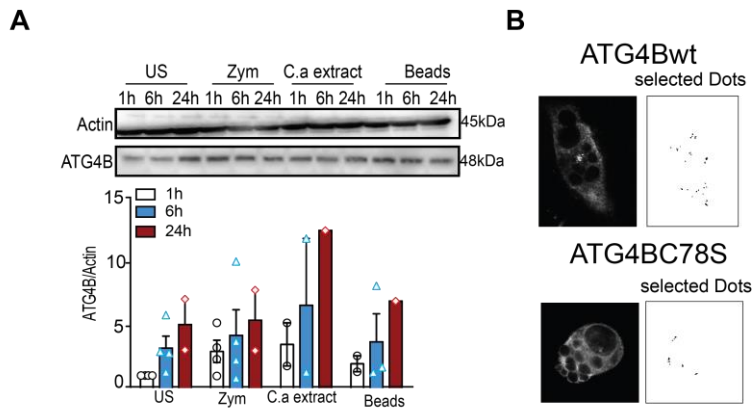 A
US Zym C.a extract Beads
1h 6h 24h 1h 6h 24h 1h 6h 24h 1h 6h 24h
Actin 45kDa
ATG4B 48kDa
15
1h
6h
24h
10
ATG4B/Actin
5
0
US Zym C.a extract Beads
B
ATG4Bwt
selected Dots
ATG4BC78S
selected Dots